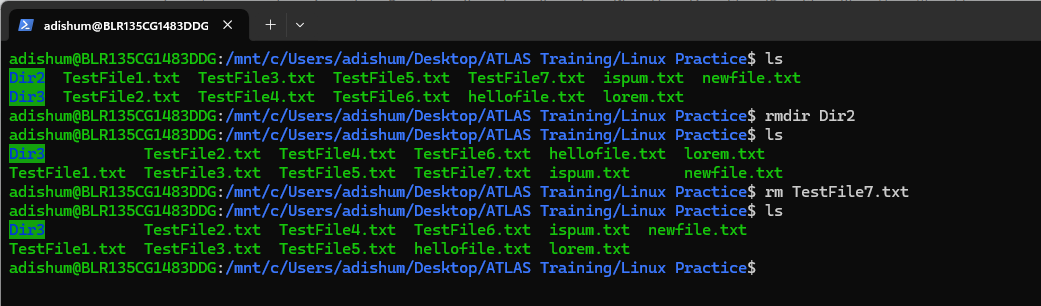 adishum@BLR135CG1483DDG
adishum@BLR135CG1483DDG:/mnt/c/Users/adishum/Desktop/ATLAS Training/Linux Practice$ ls
Dir2  TestFile1.txt  TestFile3.txt  TestFile5.txt  TestFile7.txt  ispum.txt  newfile.txt
Dir3  TestFile2.txt  TestFile4.txt  TestFile6.txt  hellofile.txt  lorem.txt
adishum@BLR135CG1483DDG:/mnt/c/Users/adishum/Desktop/ATLAS Training/Linux Practice$ rmdir Dir2
adishum@BLR135CG1483DDG:/mnt/c/Users/adishum/Desktop/ATLAS Training/Linux Practice$ ls
Dir3           TestFile2.txt  TestFile4.txt  TestFile6.txt  hellofile.txt  lorem.txt
TestFile1.txt  TestFile3.txt  TestFile5.txt  TestFile7.txt  ispum.txt      newfile.txt
adishum@BLR135CG1483DDG:/mnt/c/Users/adishum/Desktop/ATLAS Training/Linux Practice$ rm TestFile7.txt
adishum@BLR135CG1483DDG:/mnt/c/Users/adishum/Desktop/ATLAS Training/Linux Practice$ ls
Dir3           TestFile2.txt  TestFile4.txt  TestFile6.txt  ispum.txt  newfile.txt
TestFile1.txt  TestFile3.txt  TestFile5.txt  hellofile.txt  lorem.txt
adishum@BLR135CG1483DDG:/mnt/c/Users/adishum/Desktop/ATLAS Training/Linux Practice$